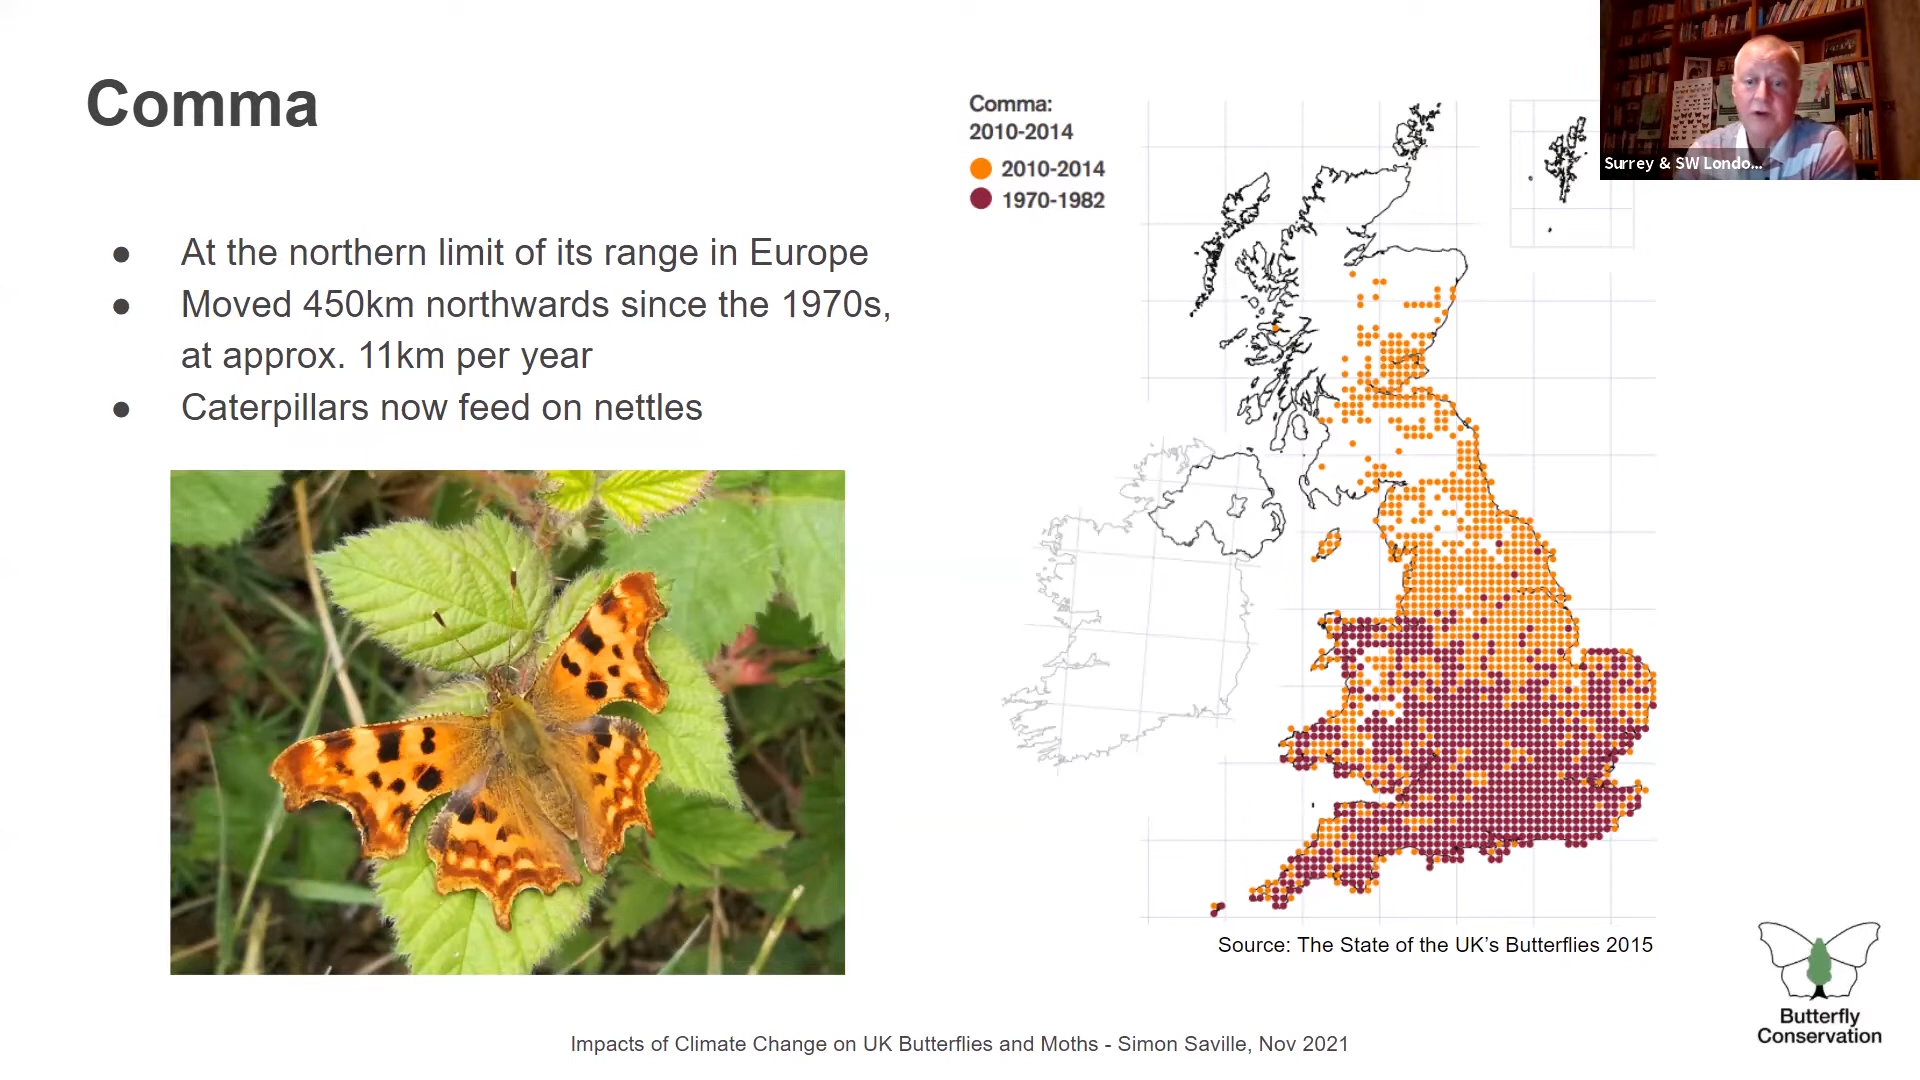 Comma
● At the northern limit of its range in Europe
● Moved 450km northwards since the 1970s,
at approx. 11km per year
● Caterpillars now feed on nettles
Comma:
2010-2014
2010-2014
1970-1982
Surrey & SW Londo...
Source: The State of the UK's Butterflies 2015
Butterfly
Conservation
Impacts of Climate Change on UK Butterflies and Moths - Simon Saville, Nov 2021